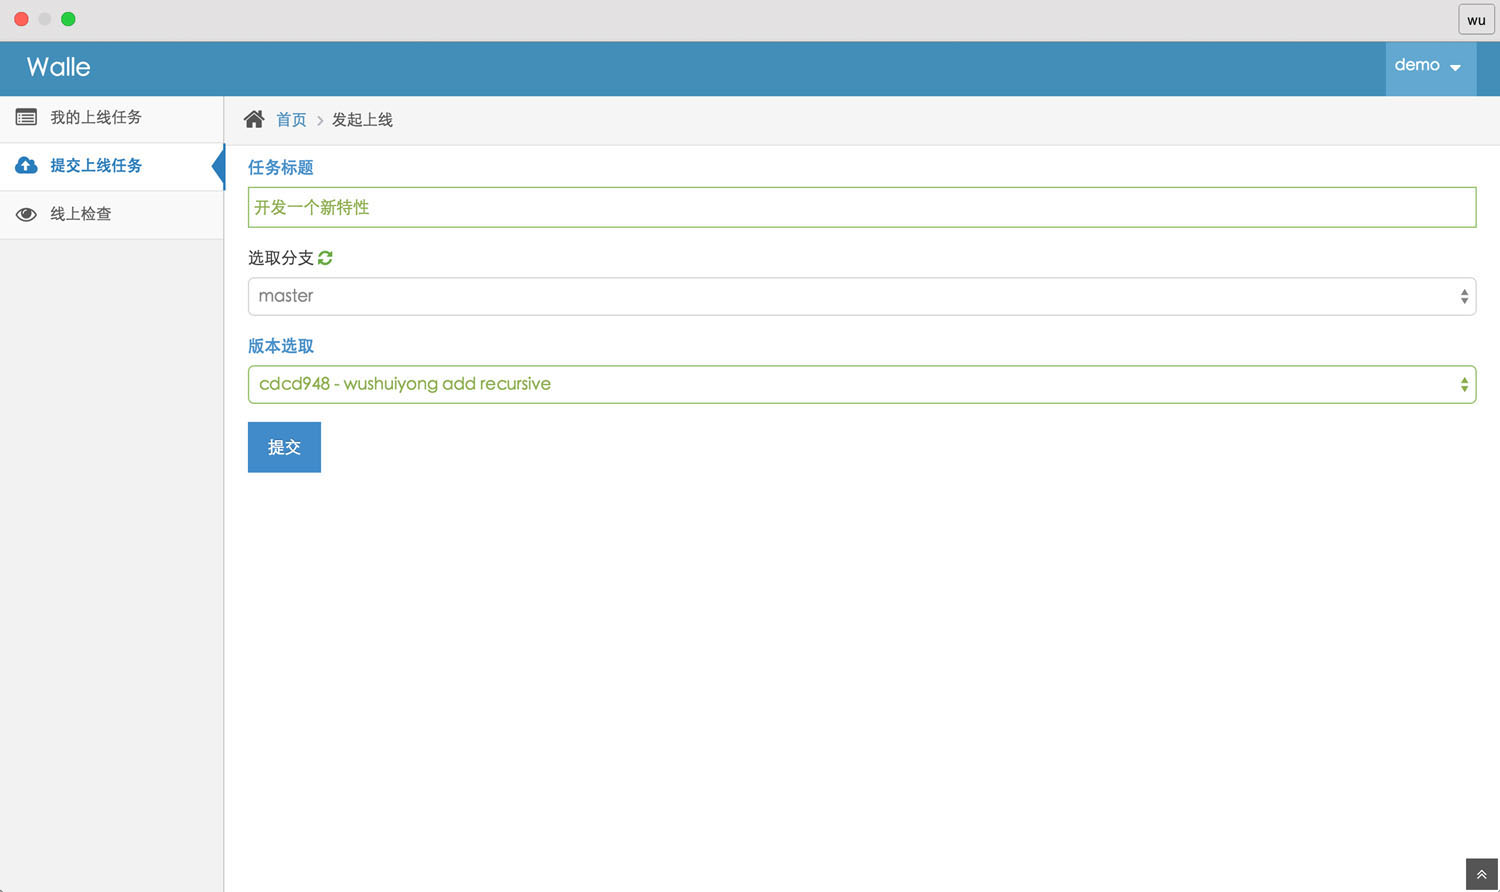 wu
Walle
demo
我的上线任务
提交上线任务
线上检查
首页 > 发起上线
任务标题
开发一个新特性
选取分支
master
版本选取
cdcd948 - wushuiyong add recursive
提交